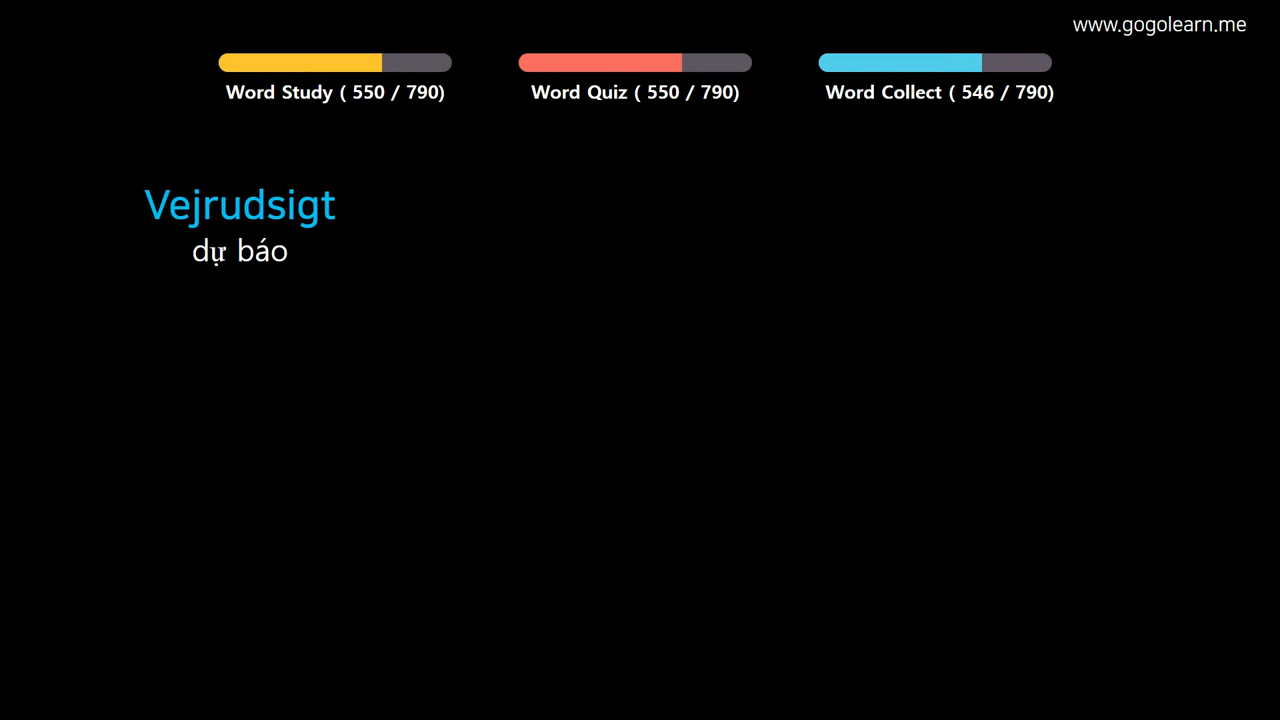 www.gogolearn.me
Word Study ( 550 / 790)
Word Quiz ( 550 / 790)
Word Collect ( 546 / 790)
Vejrudsigt
dự báo